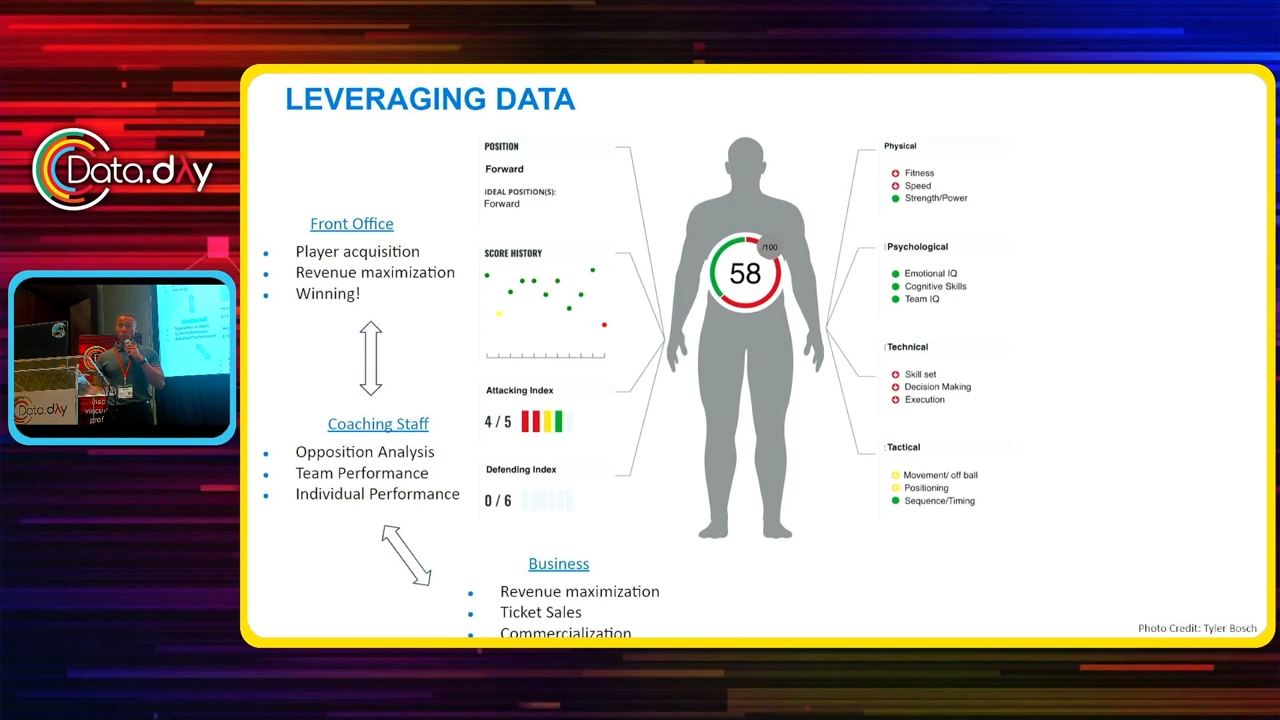 Data.dλy
LEVERAGING DATA
Front Office
Player acquisition
Revenue maximization
Winning!
Coaching Staff
Opposition Analysis
Team Performance
Individual Performance
Business
Revenue maximization
Ticket Sales
Commercialization
POSITION
Forward
IDEAL POSITION(S):
Forward
SCORE HISTORY
Attacking Index
4 / 5
Defending Index
0 / 6
/100
58
Physical
Fitness
Speed
Strength/Power
Psychological
Emotional IQ
Cognitive Skills
Team IQ
Technical
Skill set
Decision Making
Execution
Tactical
Movement/ off ball
Positioning
Sequence/Timing
Photo Credit: Tyler Bosch
Data.dλy